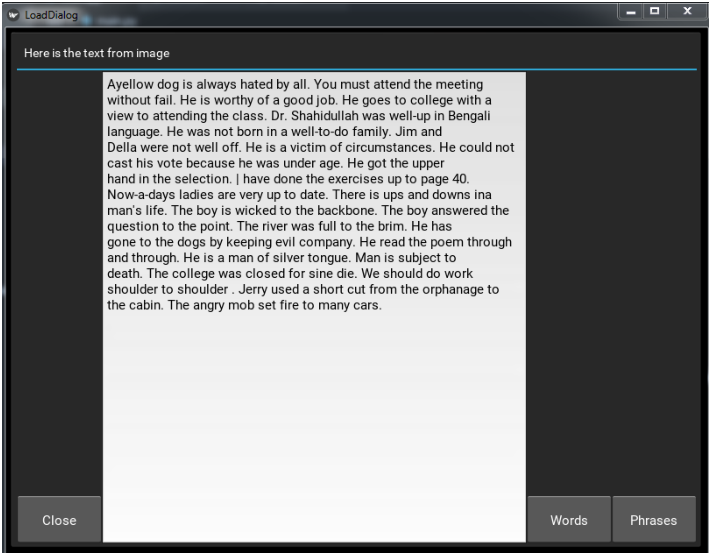 LoadDialog
Here is the text from image
Ayellow dog is always hated by all. You must attend the meeting
without fail. He is worthy of a good job. He goes to college with a
view to attending the class. Dr. Shahidullah was well-up in Bengali
language. He was not born in a well-to-do family. Jim and
Della were not well off. He is a victim of circumstances. He could not
cast his vote because he was under age. He got the upper
hand in the selection. | have done the exercises up to page 40.
Now-a-days ladies are very up to date. There is ups and downs ina
man's life. The boy is wicked to the backbone. The boy answered the
question to the point. The river was full to the brim. He has
gone to the dogs by keeping evil company. He read the poem through
and through. He is a man of silver tongue. Man is subject to
death. The college was closed for sine die. We should do work
shoulder to shoulder . Jerry used a short cut from the orphanage to
the cabin. The angry mob set fire to many cars.
Close
Words
Phrases